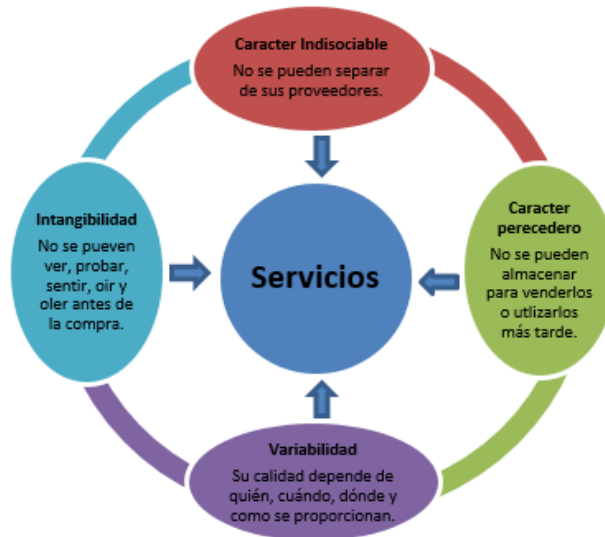 Caracter Indisociable
No se pueden separar
de sus proveedores.
Intangibilidad
No se pueven
ver, probar,
sentir, oir y
oler antes de
la compra.
Servicios
Caracter
perecedero
No se pueden
almacenar
para venderlos
o utlizarlos
más tarde.
Variabilidad
Su calidad depende de
quién, cuándo, dónde y
como se proporcionan.